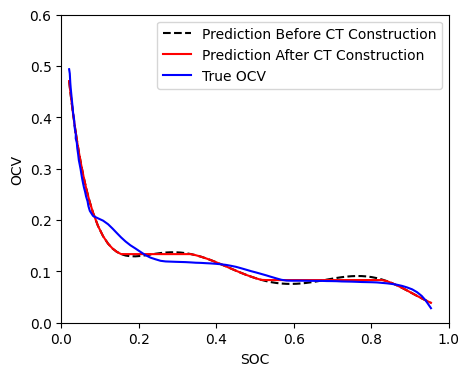 Prediction Before CT Construction
Prediction After CT Construction
True OCV
0.6
0.5
0.4
0.3
0.2
0.1
0.0
OCV
0.0 0.2 0.4 0.6 0.8 1.0
SOC